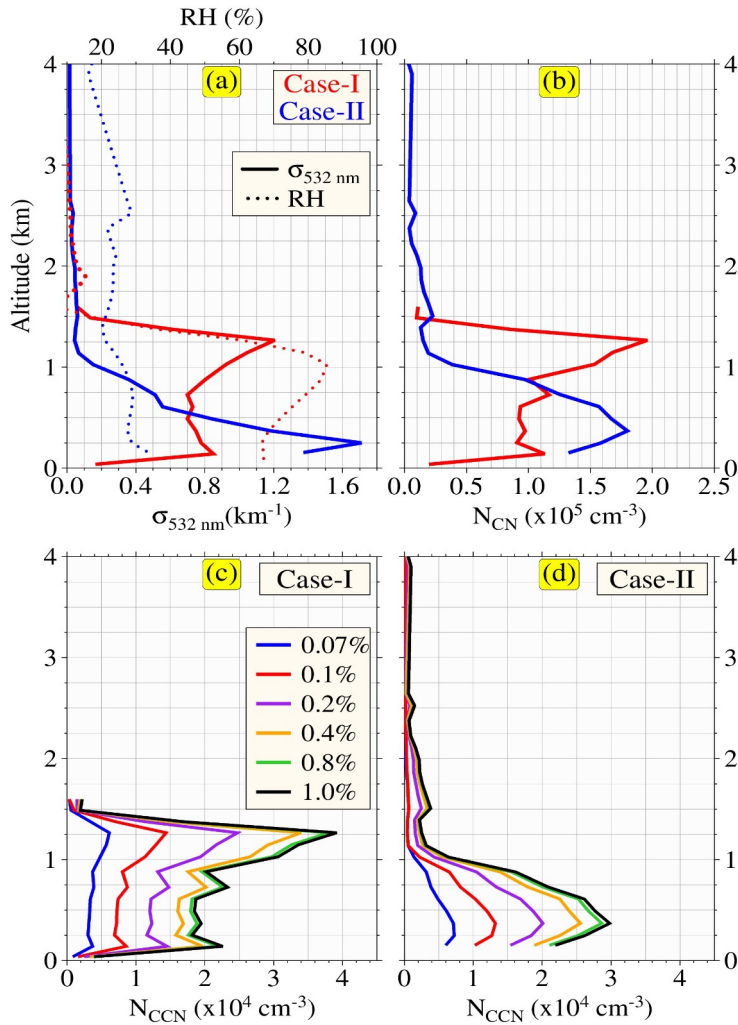 RH (%)
10 20 30 40 50 60 70 80 90 100
(a)
Case-I
Case-II
σ532 nm
RH
4
3
2
1
0
Altitude (km)
0.0 0.4 0.8 1.2 1.6
σ532 nm(km-1)
(b)
4
3
2
1
0
0.0 0.5 1.0 1.5 2.0 2.5
NCN (x10⁵ cm-3)
(c)
Case-I
0.07%
0.1%
0.2%
0.4%
0.8%
1.0%
4
3
2
1
0
0 1 2 3 4
NCCN (x10⁴ cm-3)
(d)
Case-II
4
3
2
1
0
0 1 2 3 4
NCCN (x10⁴ cm-3)